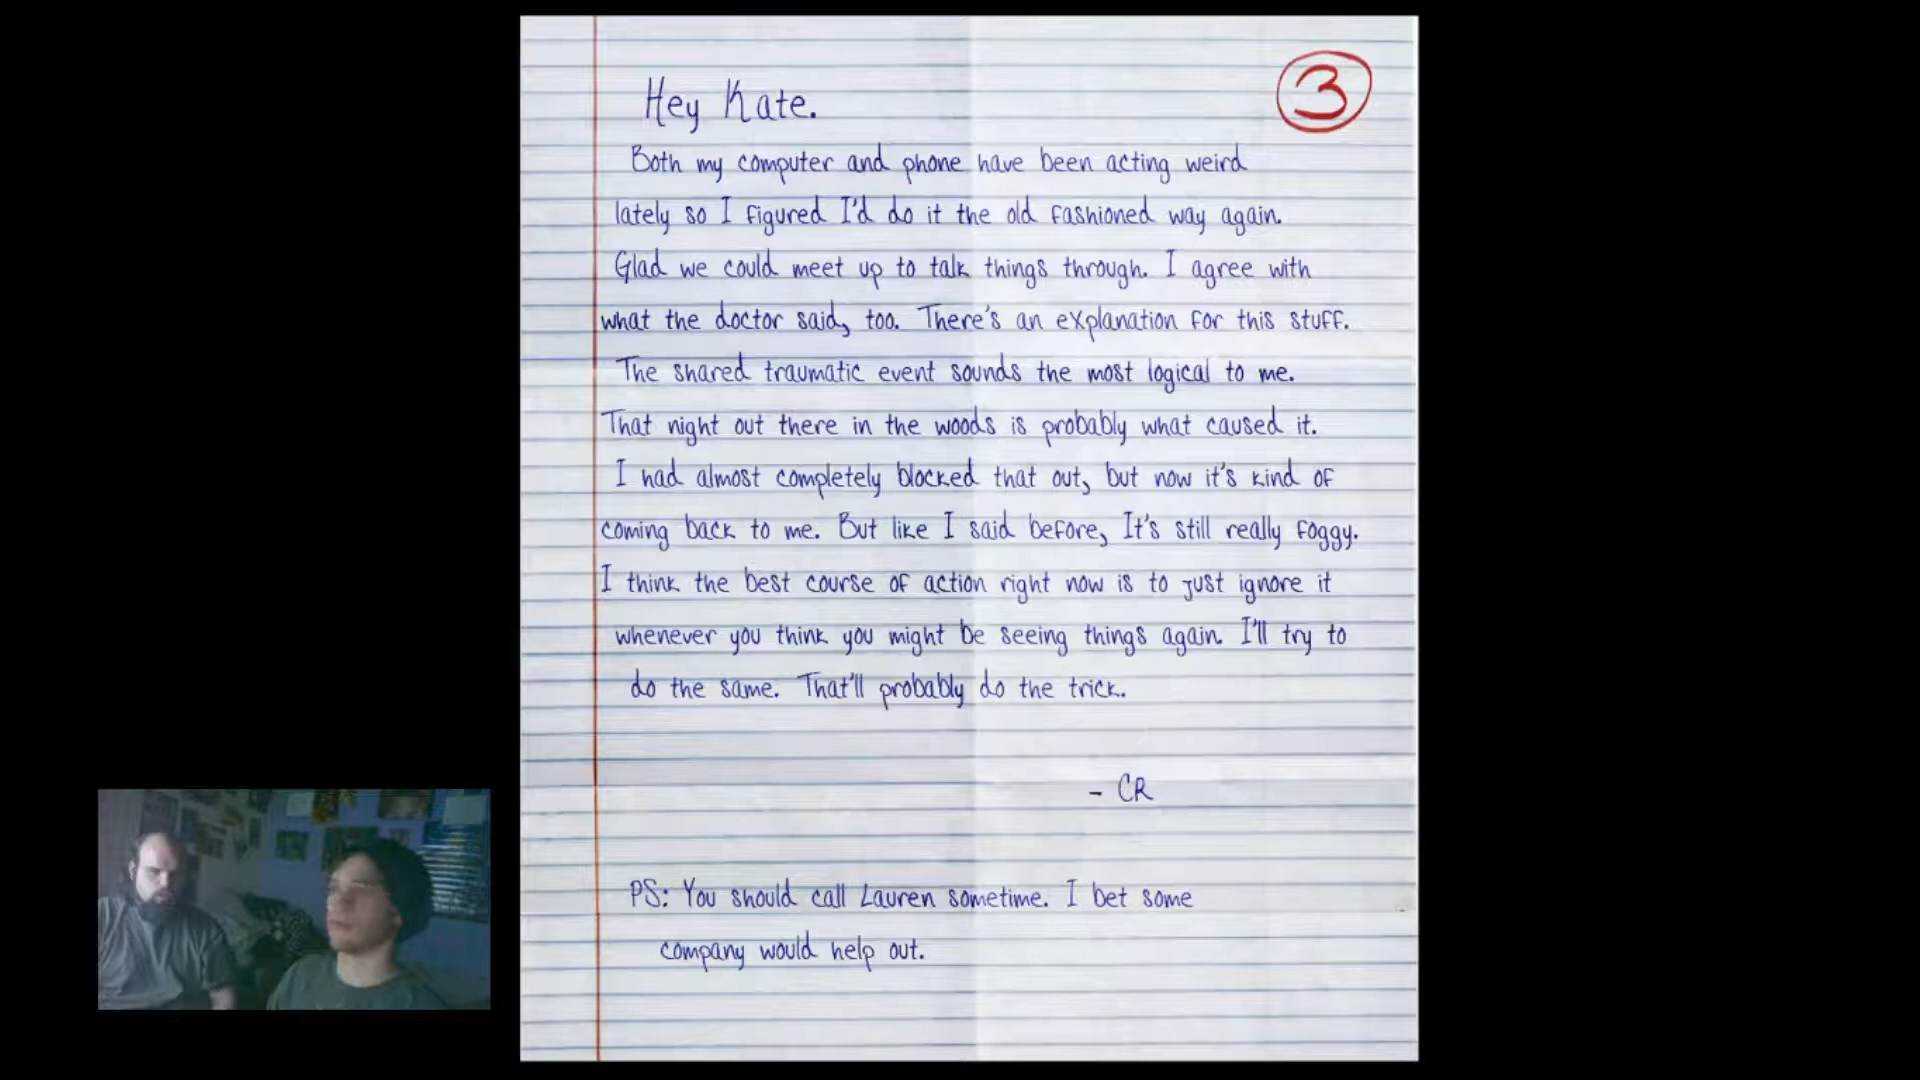 Hey Kate.
3
Both my computer and phone have been acting weird
lately so I figured I'd do it the old fashioned way again.
Glad we could meet up to talk things through. I agree with
what the doctor said, too. There's an explanation for this stuff.
The shared traumatic event sounds the most logical to me.
That night out there in the woods is probably what caused it.
I had almost completely blocked that out, but now it's kind of
coming back to me. But like I said before, It's still really foggy.
I think the best course of action right now is to just ignore it
whenever you think you might be seeing things again. I'll try to
do the same. That'll probably do the trick.
- CR
PS: You should call Lauren sometime. I bet some
company would help out.